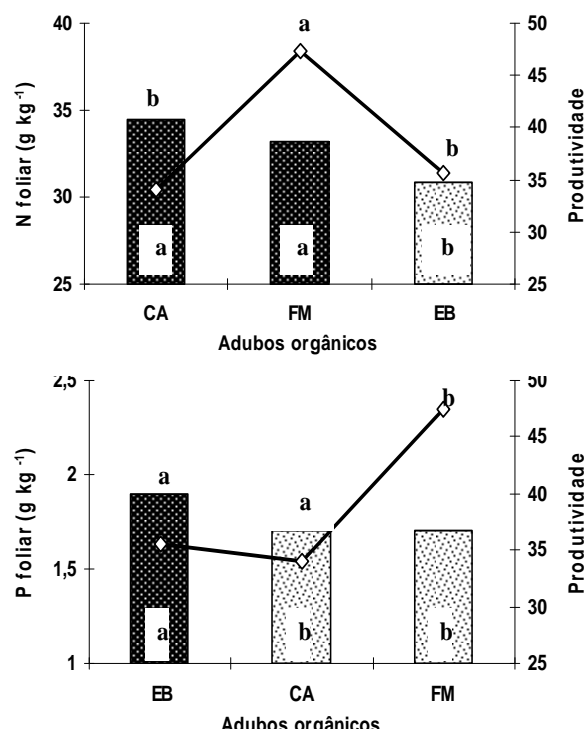 40
35
30
25
N foliar (g kg -1)
50
45
40
35
30
25
Produtividade
b
a
b
a
a
b
CA FM EB
Adubos orgânicos
2,5
2
1,5
1
P foliar (g kg -1)
50
45
40
35
30
25
Produtividade
a
a
b
a
b
b
EB CA FM
Adubos orgânicos